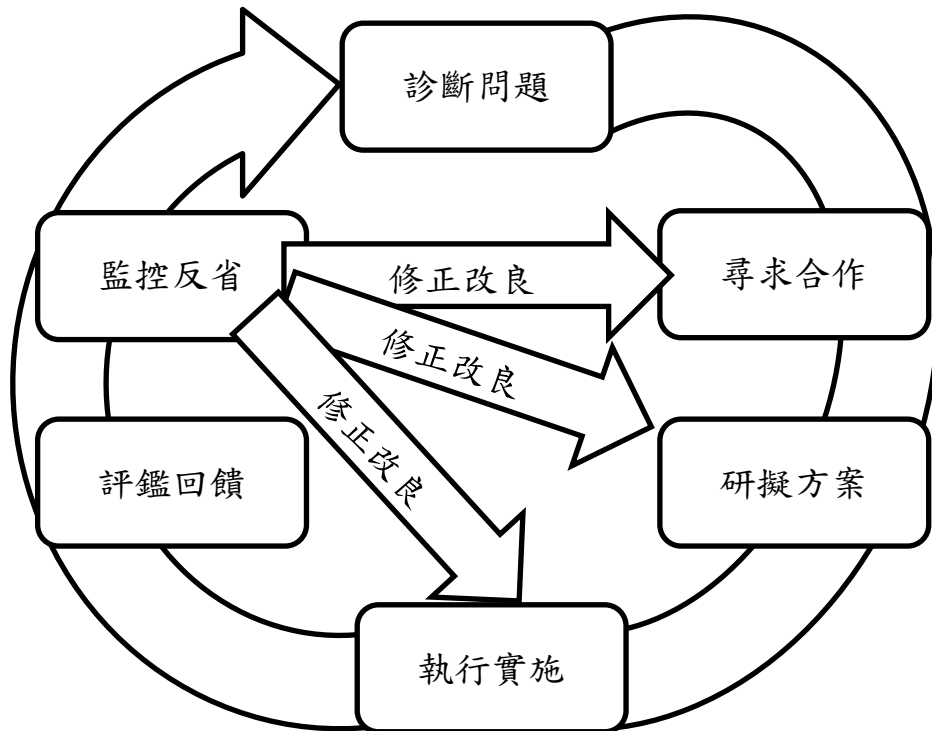 診斷問題
監控反省
修正改良
尋求合作
修正改良
修正改良
評鑑回饋
研擬方案
執行實施